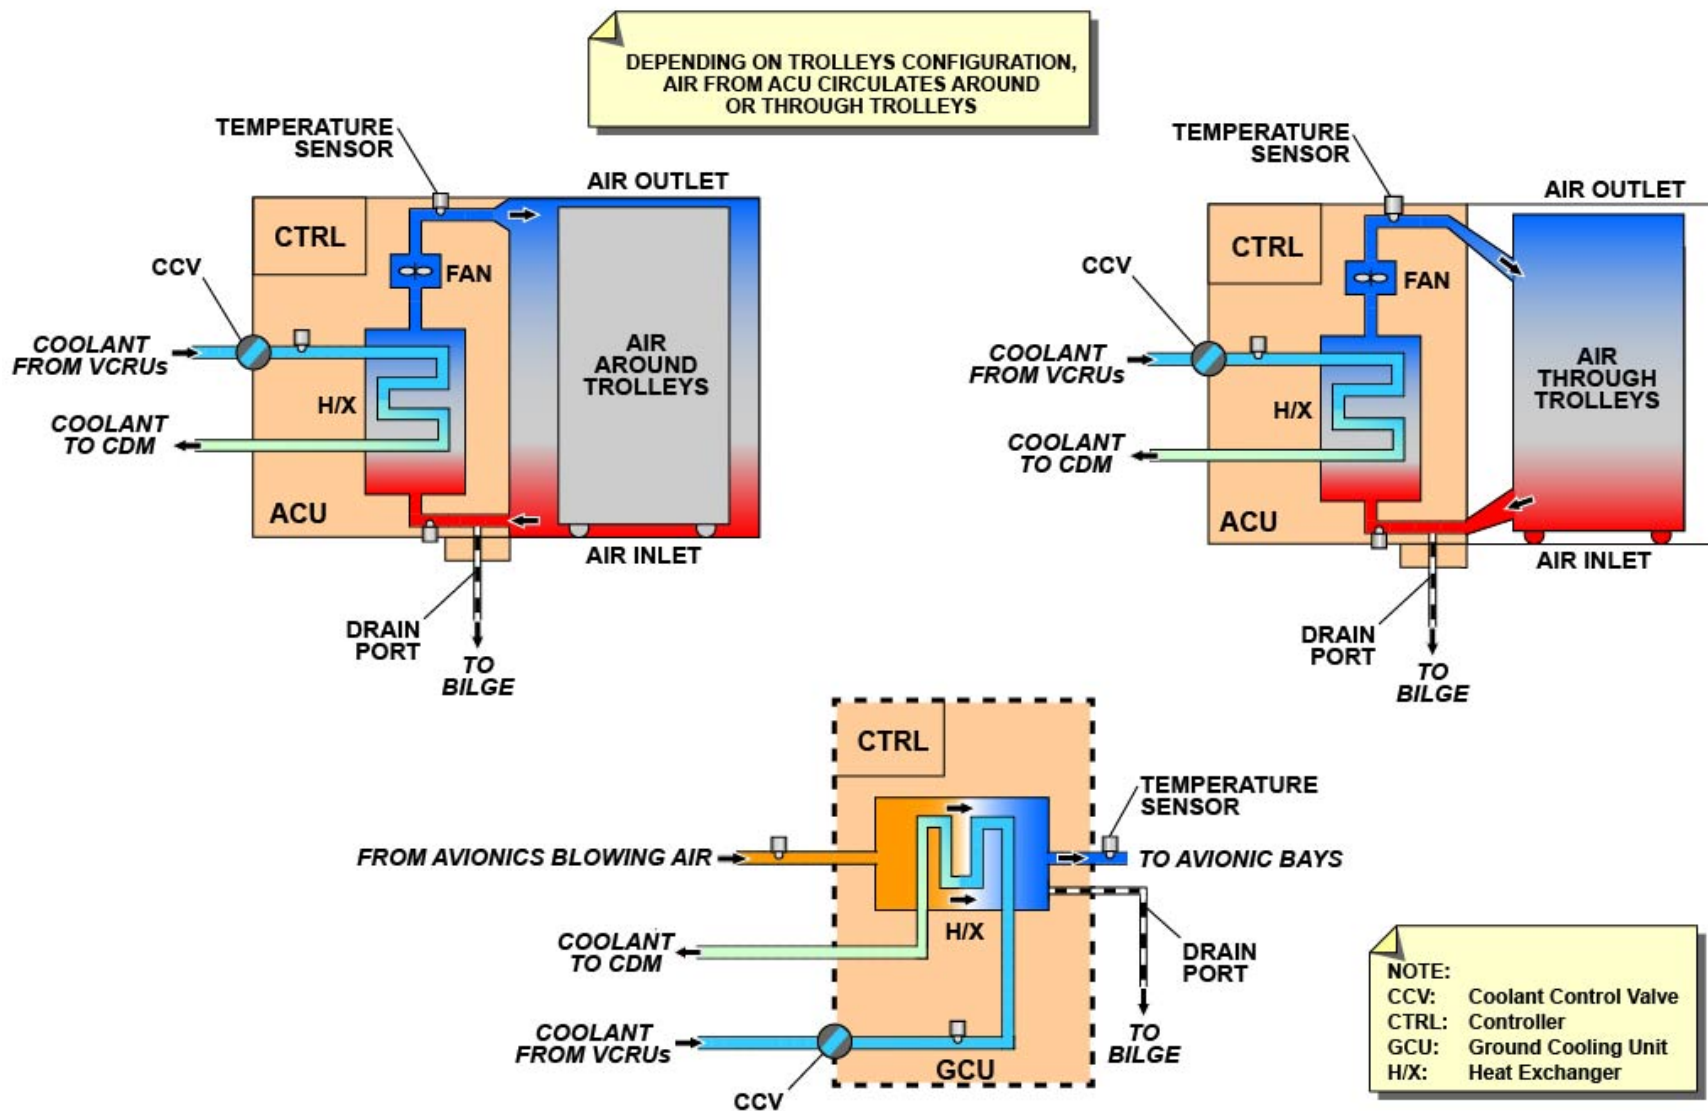 DEPENDING ON TROLLEYS CONFIGURATION,
AIR FROM ACU CIRCULATES AROUND
OR THROUGH TROLLEYS
TEMPERATURE
SENSOR
AIR OUTLET
CTRL
CCV
FAN
COOLANT
FROM VCRUs
AIR
AROUND
TROLLEYS
H/X
COOLANT
TO CDM
ACU
AIR INLET
DRAIN
PORT
TO
BILGE
TEMPERATURE
SENSOR
AIR OUTLET
CTRL
CCV
FAN
COOLANT
FROM VCRUs
AIR
THROUGH
TROLLEYS
H/X
COOLANT
TO CDM
ACU
AIR INLET
DRAIN
PORT
TO
BILGE
CTRL
TEMPERATURE
SENSOR
FROM AVIONICS BLOWING AIR
TO AVIONIC BAYS
H/X
COOLANT
TO CDM
DRAIN
PORT
COOLANT
FROM VCRUs
TO
BILGE
GCU
CCV
NOTE:
CCV: Coolant Control Valve
CTRL: Controller
GCU: Ground Cooling Unit
H/X: Heat Exchanger